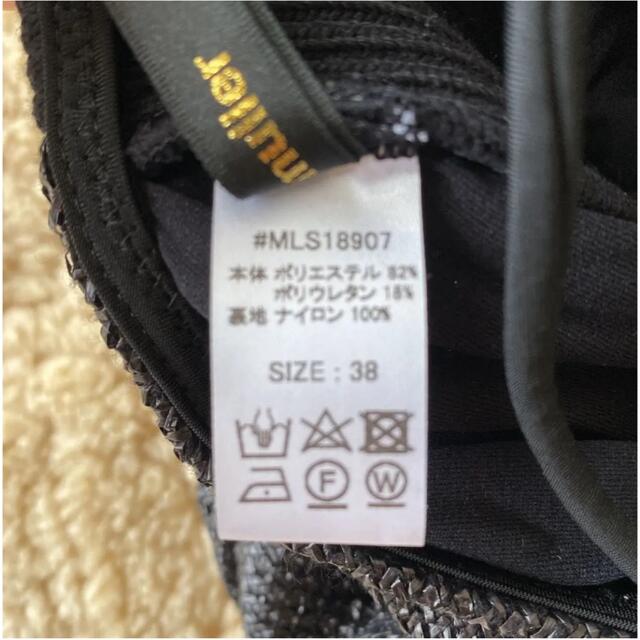 muller
#MLS18907
本体 ポリエステル 82%
ポリウレタン 18%
裏地 ナイロン 100%
SIZE : 38
F W